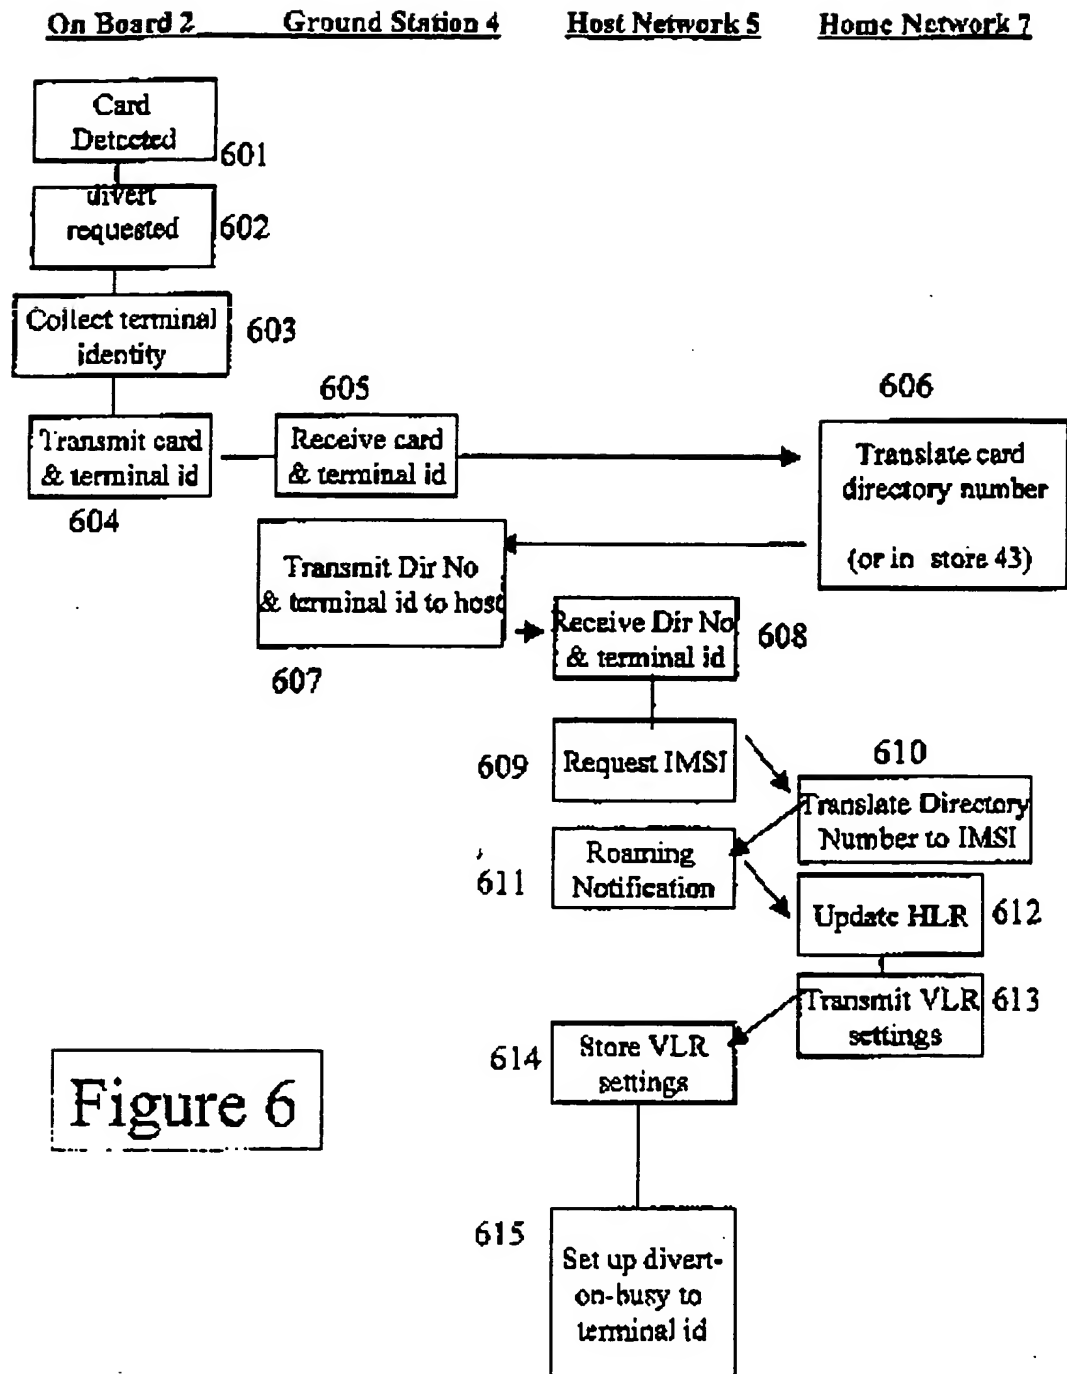 On Board 2 Ground Station 4 Host Network 5 Home Network 7
Card
Detected
601
divert
requested
602
Collect terminal
identity
603
605
606
Transmit card
& terminal id
604
Receive card
& terminal id
Translate card
directory number
(or in store 43)
Transmit Dir No
& terminal id to host
607
Receive Dir No
& terminal id
608
609
Request IMSI
610
Translate Directory
Number to IMSI
611
Roaming
Notification
Update HLR
612
Transmit VLR
settings
613
614
Store VLR
settings
Figure 6
615
Set up divert-
on-busy to
terminal id